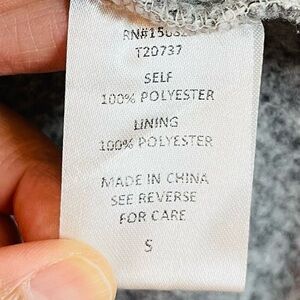 T20737
SELF
100% POLYESTER
LINING
100% POLYESTER
MADE IN CHINA
SEE REVERSE
FOR CARE
S